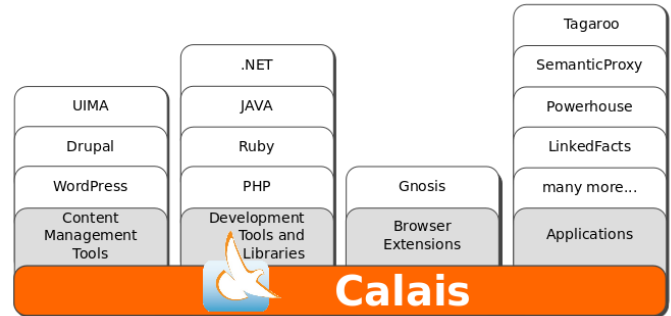 UIMA
Drupal
WordPress
Content
Management
Tools
.NET
JAVA
Ruby
PHP
Development
Tools and
Libraries
Gnosis
Browser
Extensions
Tagaroo
SemanticProxy
Powerhouse
LinkedFacts
many more...
Applications
Calais